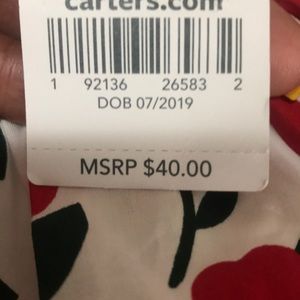 carters.com
1 92136 26583 2
DOB 07/2019
MSRP $40.00